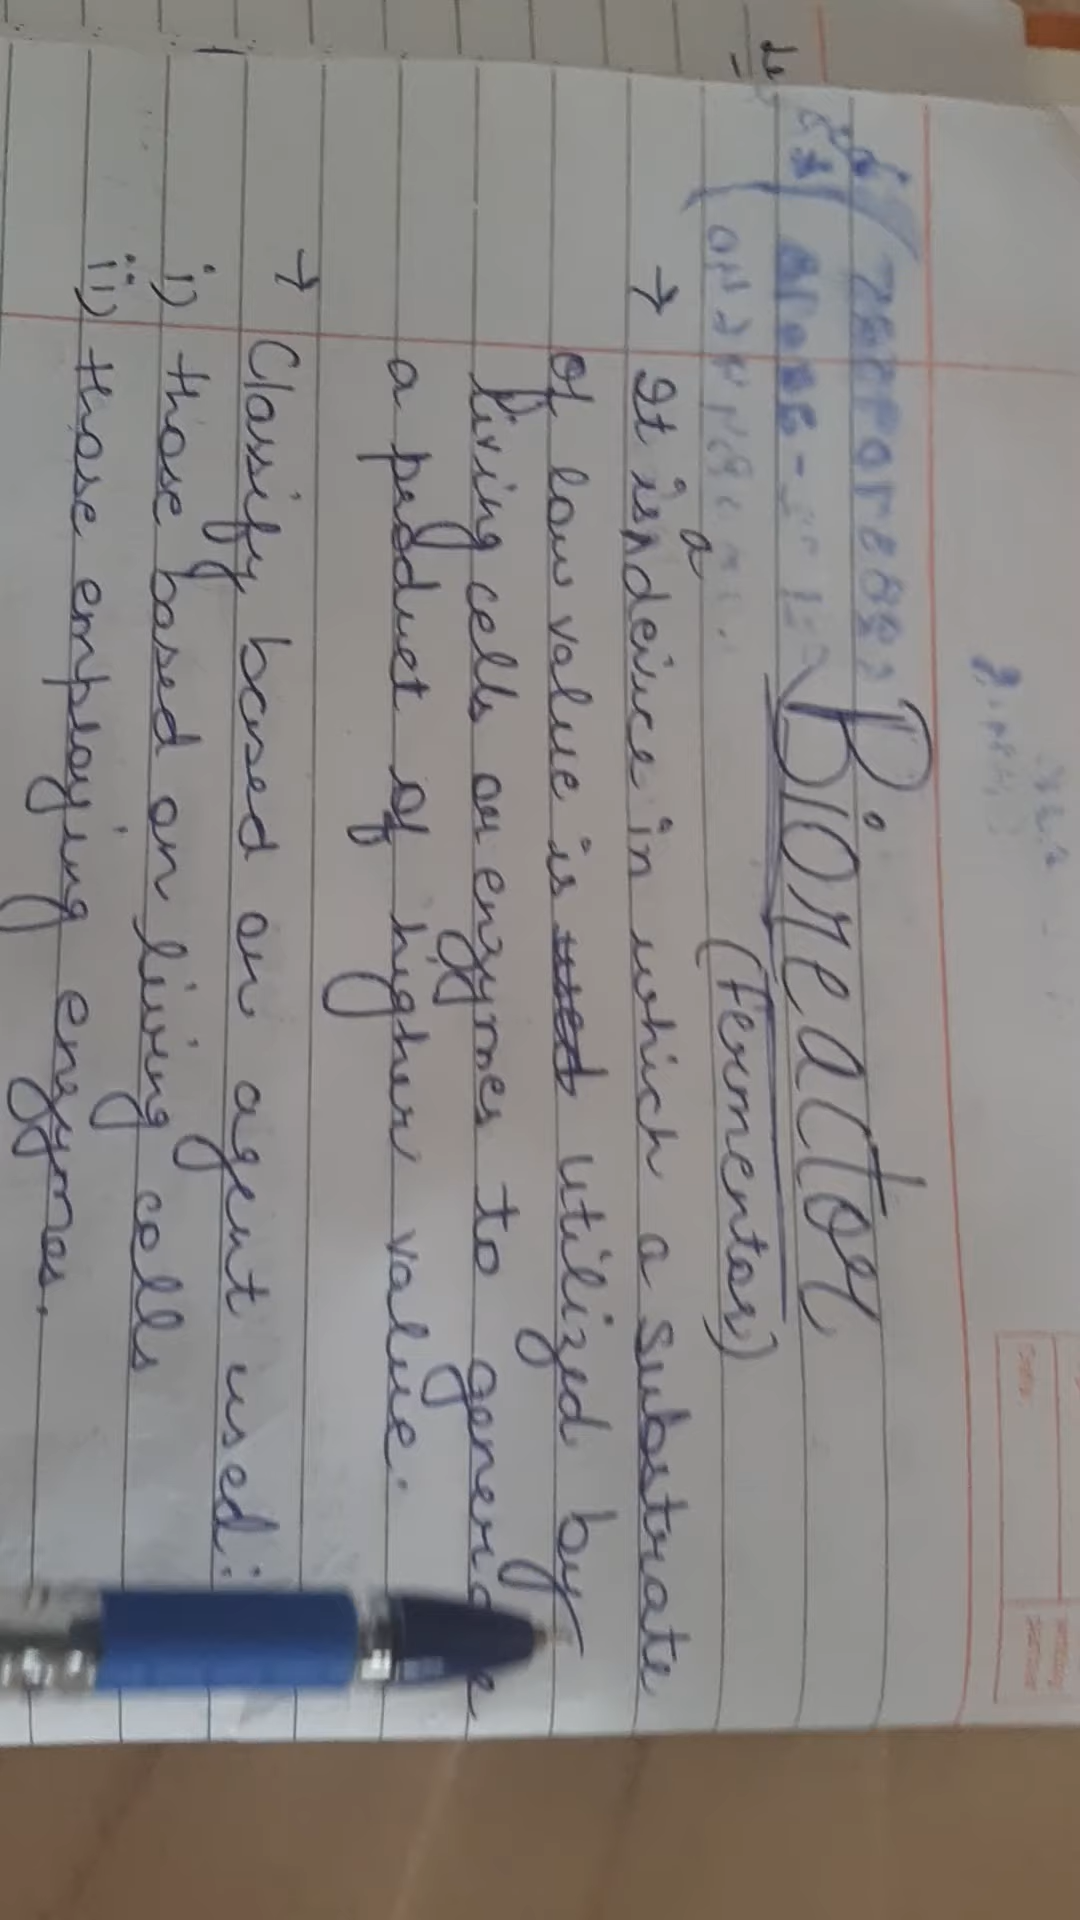 Bioreactor
(Fermentor)
→ It is a device in which a substrate
of low value is used utilized by
living cells or enzymes to generate
a product of higher value.
→
Classify based on agent used:
i) those based on living cells
ii) those employing enzymes.